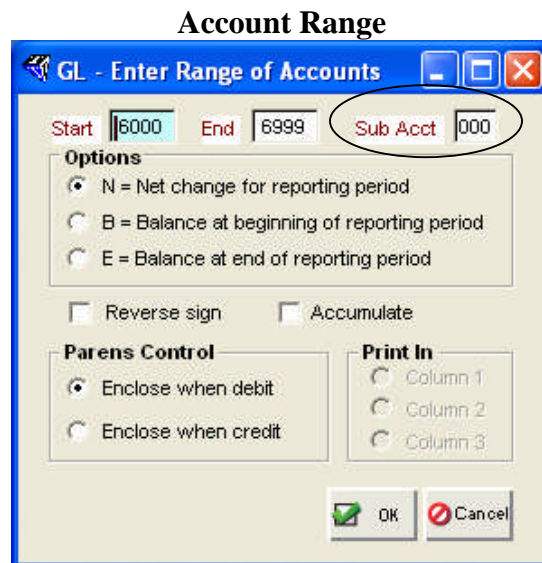 Account Range
GL - Enter Range of Accounts
Start 6000 End 6999 Sub Acct 000
Options
N = Net change for reporting period
B = Balance at beginning of reporting period
E = Balance at end of reporting period
Reverse sign Accumulate
Parens Control Print In
Enclose when debit Column 1
Column 2
Enclose when credit Column 3
OK Cancel